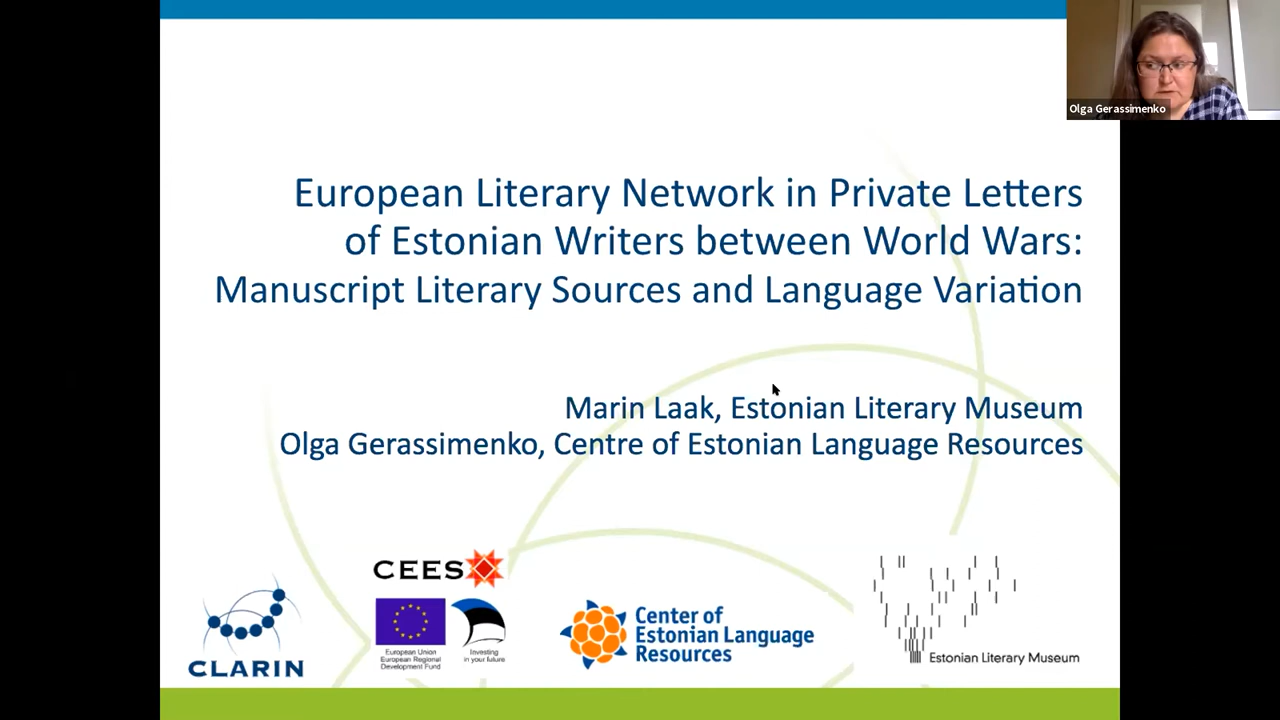 Olga Gerassimenko
European Literary Network in Private Letters
of Estonian Writers between World Wars:
Manuscript Literary Sources and Language Variation
Marin Laak, Estonian Literary Museum
Olga Gerassimenko, Centre of Estonian Language Resources
CLARIN
CEES
European Union
European Regional
Development Fund
Investing
in your future
Center of
Estonian Language
Resources
Estonian Literary Museum